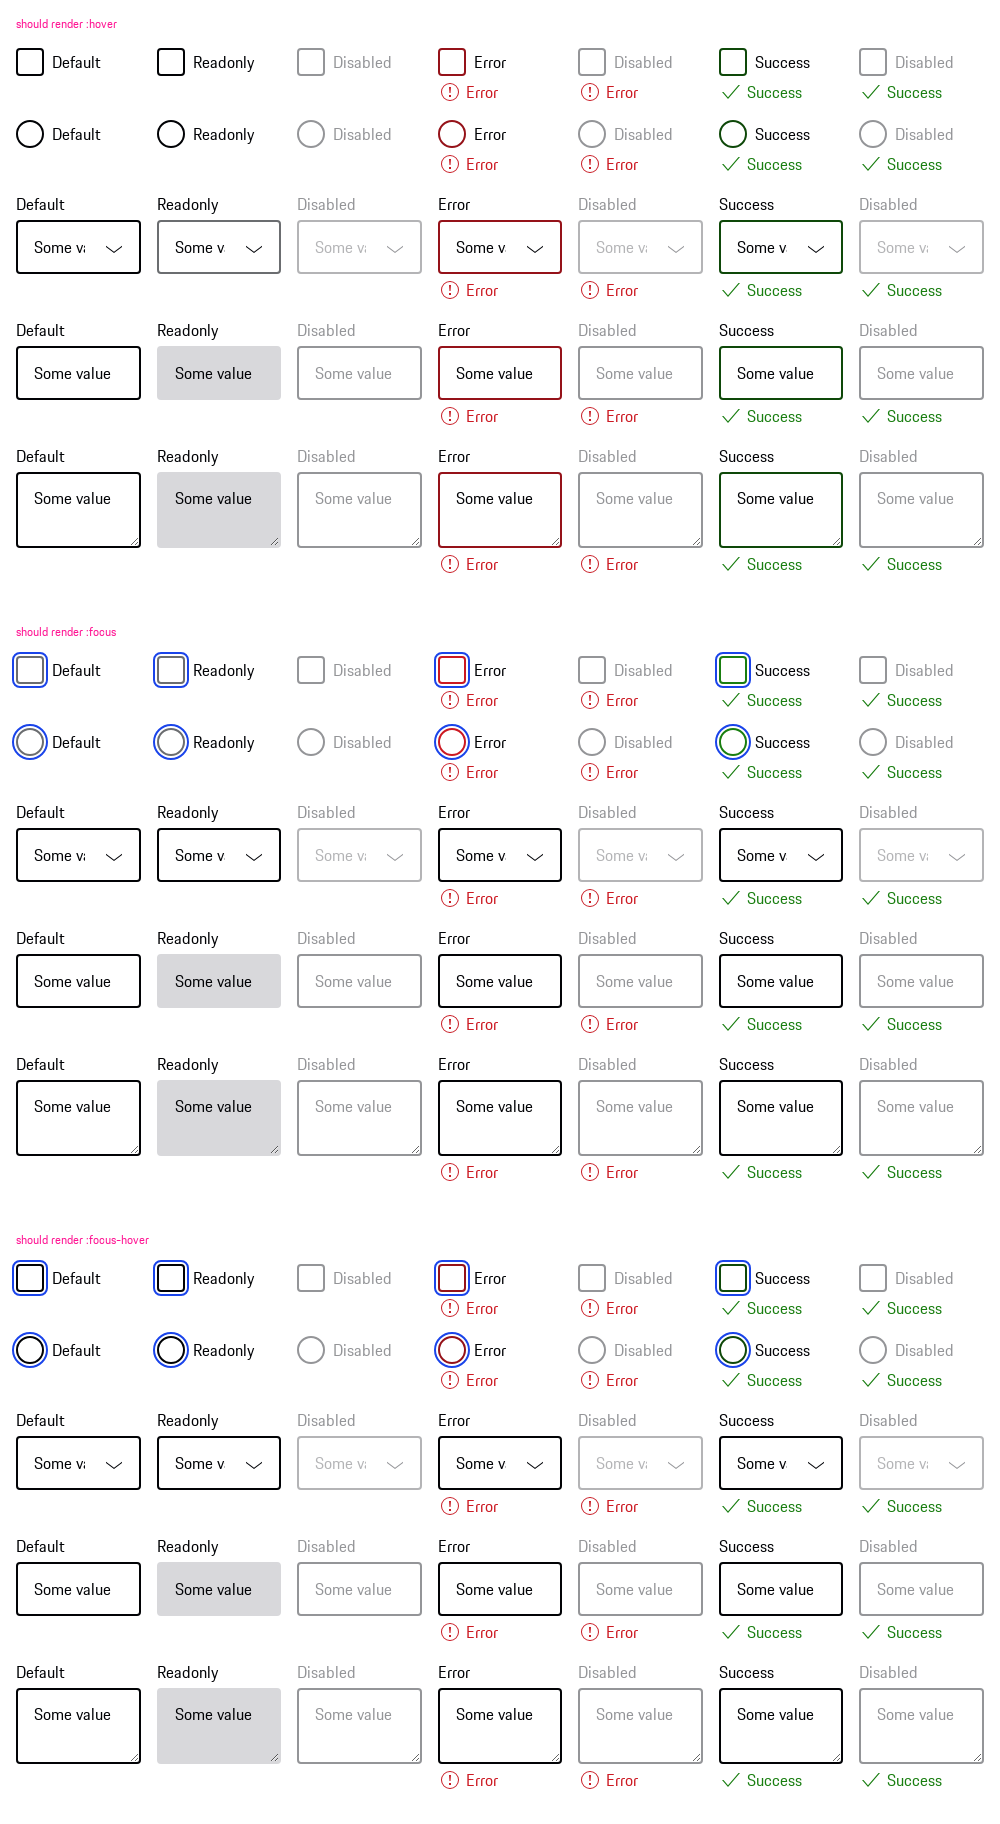 should render :hover
Default Readonly Disabled Error Disabled Success Disabled
Error Error Success Success
Default Readonly Disabled Error Disabled Success Disabled
Error Error Success Success
Default Readonly Disabled Error Disabled Success Disabled
Some va Some v Some va Some v Some va Some v Some va
Error Error Success Success
Default Readonly Disabled Error Disabled Success Disabled
Some value Some value Some value Some value Some value Some value Some value
Error Error Success Success
Default Readonly Disabled Error Disabled Success Disabled
Some value Some value Some value Some value Some value Some value Some value
Error Error Success Success
should render :focus
Default Readonly Disabled Error Disabled Success Disabled
Error Error Success Success
Default Readonly Disabled Error Disabled Success Disabled
Error Error Success Success
Default Readonly Disabled Error Disabled Success Disabled
Some va Some v Some va Some v Some va Some v Some va
Error Error Success Success
Default Readonly Disabled Error Disabled Success Disabled
Some value Some value Some value Some value Some value Some value Some value
Error Error Success Success
Default Readonly Disabled Error Disabled Success Disabled
Some value Some value Some value Some value Some value Some value Some value
Error Error Success Success
should render :focus-hover
Default Readonly Disabled Error Disabled Success Disabled
Error Error Success Success
Default Readonly Disabled Error Disabled Success Disabled
Error Error Success Success
Default Readonly Disabled Error Disabled Success Disabled
Some va Some v Some va Some v Some va Some v Some va
Error Error Success Success
Default Readonly Disabled Error Disabled Success Disabled
Some value Some value Some value Some value Some value Some value Some value
Error Error Success Success
Default Readonly Disabled Error Disabled Success Disabled
Some value Some value Some value Some value Some value Some value Some value
Error Error Success Success